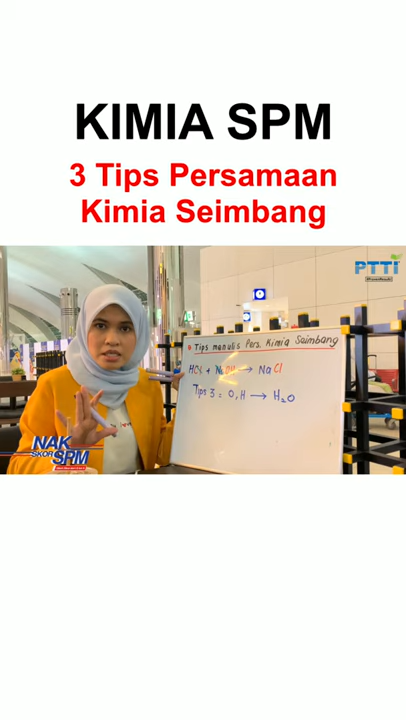 KIMIA SPM
3 Tips Persamaan
Kimia Seimbang
PTTI
Tips menulis Pers. Kimia Seimbang
HCl + NaOH → NaCl
Tips 3 = O, H → H₂O
NAK
SKOR SPM